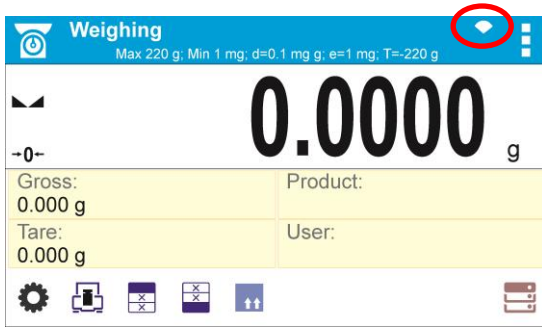 Weighing
Max 220 g; Min 1 mg; d=0.1 mg g; e=1 mg; T=-220 g
0.0000 g
→0←
Gross:
0.000 g
Product:
Tare:
0.000 g
User: